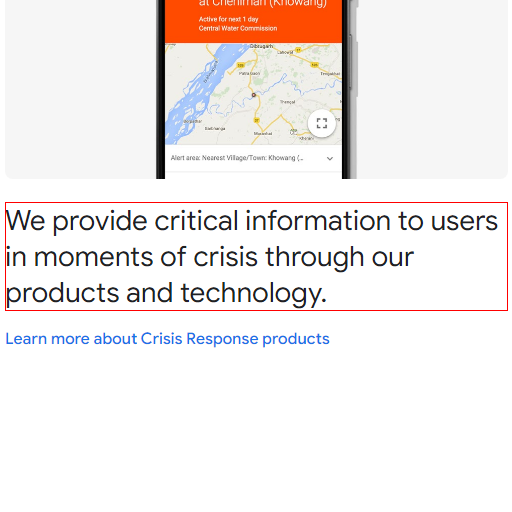 at Chenimari (Khowang)
Active for next 1 day
Central Water Commission
Dibrugarh
Tengakhat
Moranhat
Alert area: Nearest Village/Town: Khowang (...
We provide critical information to users
in moments of crisis through our
products and technology.
Learn more about Crisis Response products